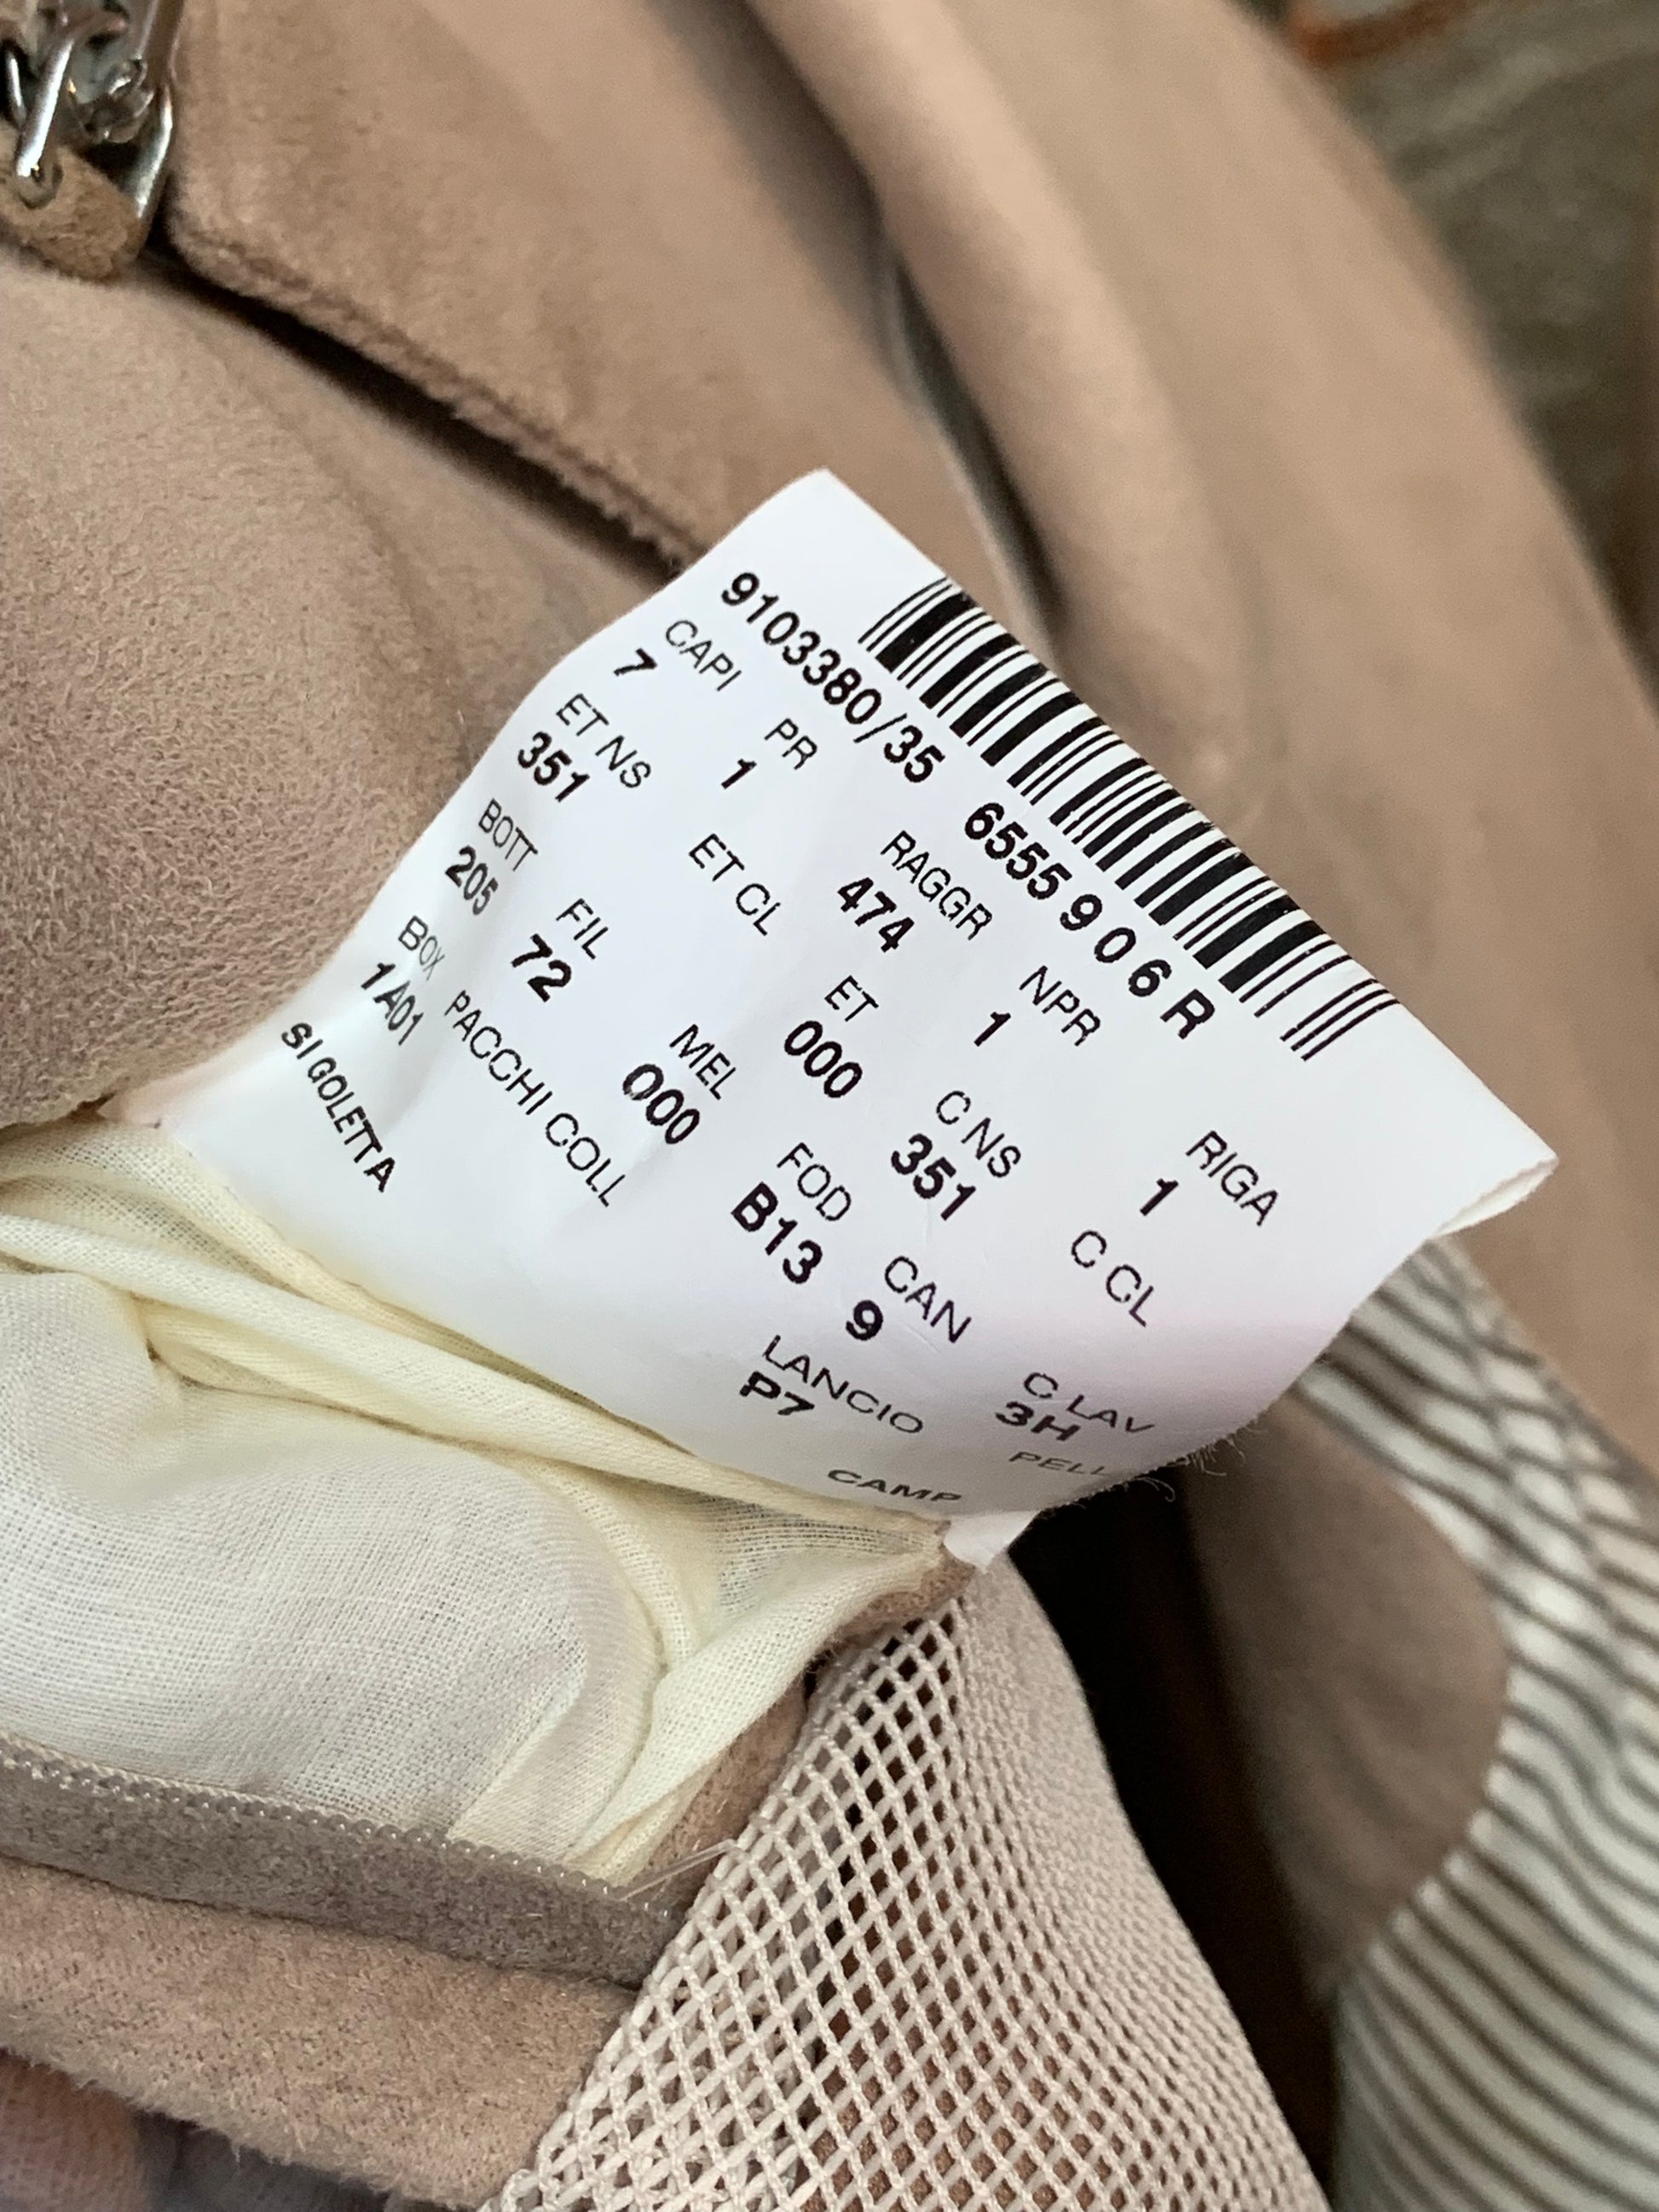 9103380/35 6555906R
CAPI PR RAGGR NPR RIGA
7 1 474 1 1
ET NS ET CL ET C NS C CL
351 000 351
BOTT FIL MEL FOD CAN C LAV
205 72 000 B13 9 3H
BOX PACCHI COLL LANCIO PELL
1A01 P7
SIGOLETTA CAMP